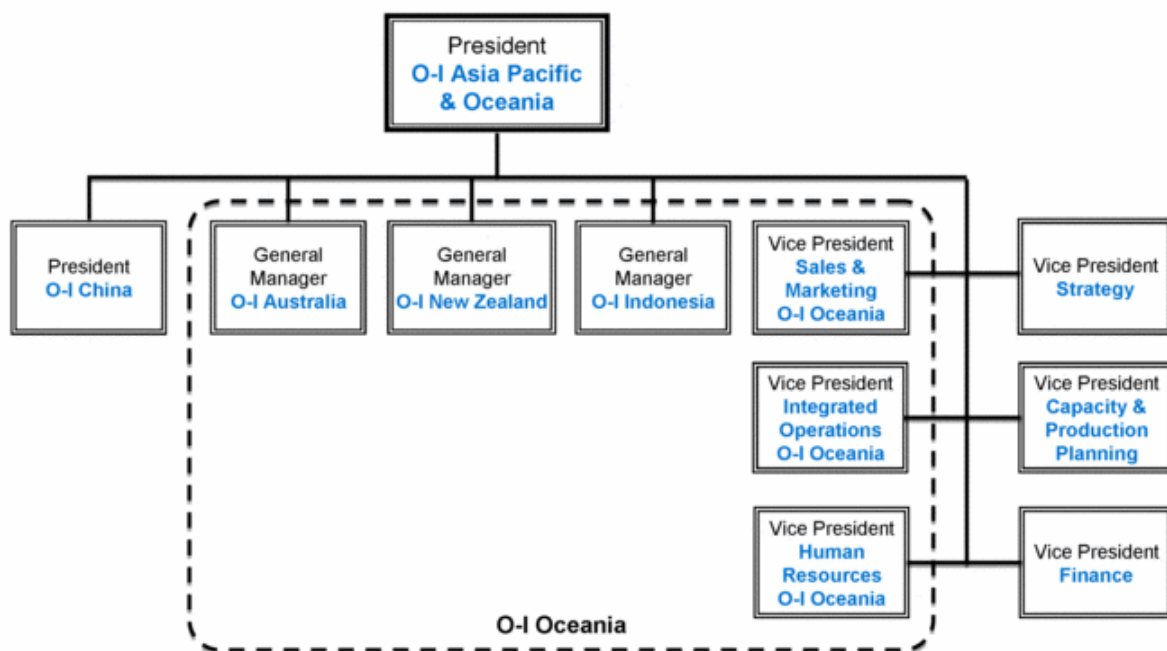 President
O-I Asia Pacific
& Oceania
President
O-I China
General
Manager
O-I Australia
General
Manager
O-I New Zealand
General
Manager
O-I Indonesia
Vice President
Sales &
Marketing
O-I Oceania
Vice President
Strategy
Vice President
Integrated
Operations
O-I Oceania
Vice President
Capacity &
Production
Planning
Vice President
Human
Resources
O-I Oceania
Vice President
Finance
O-I Oceania